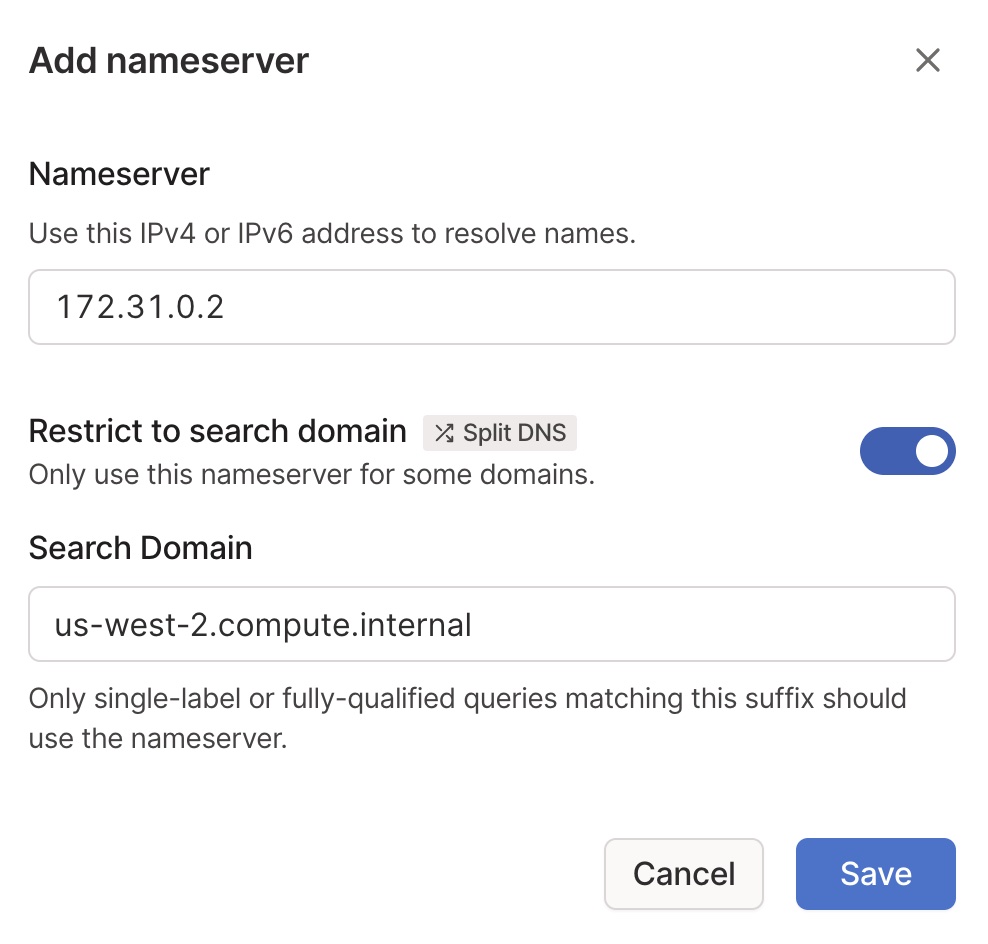 Add nameserver
Nameserver
Use this IPv4 or IPv6 address to resolve names.
172.31.0.2
Restrict to search domain Split DNS
Only use this nameserver for some domains.
Search Domain
us-west-2.compute.internal
Only single-label or fully-qualified queries matching this suffix should
use the nameserver.
Cancel Save